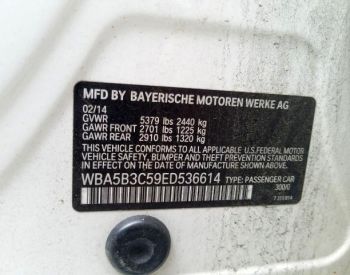 MFD BY BAYERISCHE MOTOREN WERKE AG
02/14
GVWR 5379 lbs 2440 kg
GAWR FRONT 2701 lbs 1225 kg
GAWR REAR 2910 lbs 1320 kg
THIS VEHICLE CONFORMS TO ALL APPLICABLE U.S. FEDERAL MOTOR
VEHICLE SAFETY, BUMPER AND THEFT PREVENTION STANDARDS
IN EFFECT ON THE DATE OF MANUFACTURE SHOWN ABOVE.
WBA5B3C59ED536614 TYPE: PASSENGER CAR
300/0